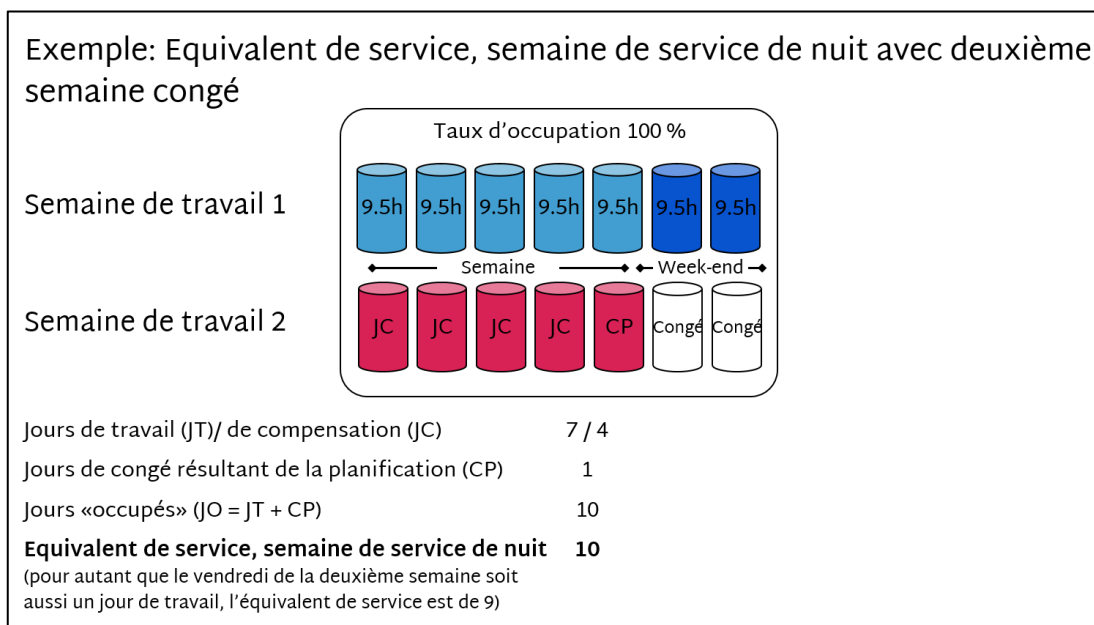 Exemple: Equivalent de service, semaine de service de nuit avec deuxième
semaine congé
Taux d’occupation 100 %
Semaine de travail 1
9.5h 9.5h 9.5h 9.5h 9.5h 9.5h 9.5h
Semaine Week-end
Semaine de travail 2
JC JC JC JC CP Congé Congé
Jours de travail (JT)/ de compensation (JC) 7 / 4
Jours de congé résultant de la planification (CP) 1
Jours «occupés» (JO = JT + CP) 10
Equivalent de service, semaine de service de nuit 10
(pour autant que le vendredi de la deuxième semaine soit
aussi un jour de travail, l’équivalent de service est de 9)